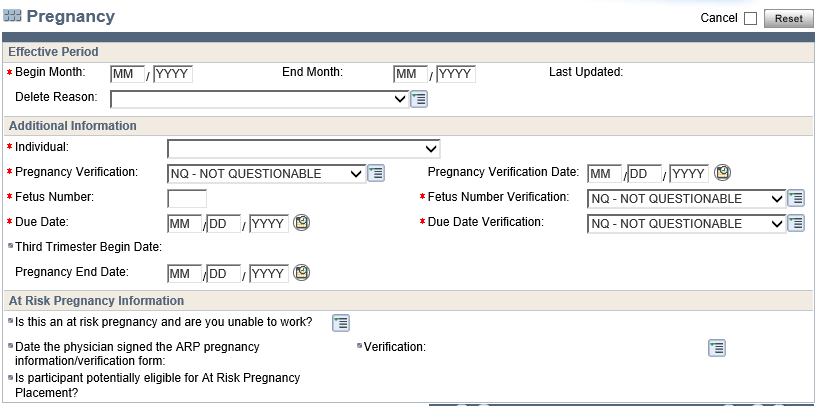 Pregnancy Cancel Reset
Effective Period
* Begin Month: MM / YYYY End Month: MM / YYYY Last Updated:
Delete Reason:
Additional Information
* Individual:
* Pregnancy Verification: NQ - NOT QUESTIONABLE Pregnancy Verification Date: MM / DD / YYYY
* Fetus Number: * Fetus Number Verification: NQ - NOT QUESTIONABLE
* Due Date: MM / DD / YYYY * Due Date Verification: NQ - NOT QUESTIONABLE
Third Trimester Begin Date:
Pregnancy End Date: MM / DD / YYYY
At Risk Pregnancy Information
Is this an at risk pregnancy and are you unable to work?
Date the physician signed the ARP pregnancy Verification:
information/verification form:
Is participant potentially eligible for At Risk Pregnancy
Placement?